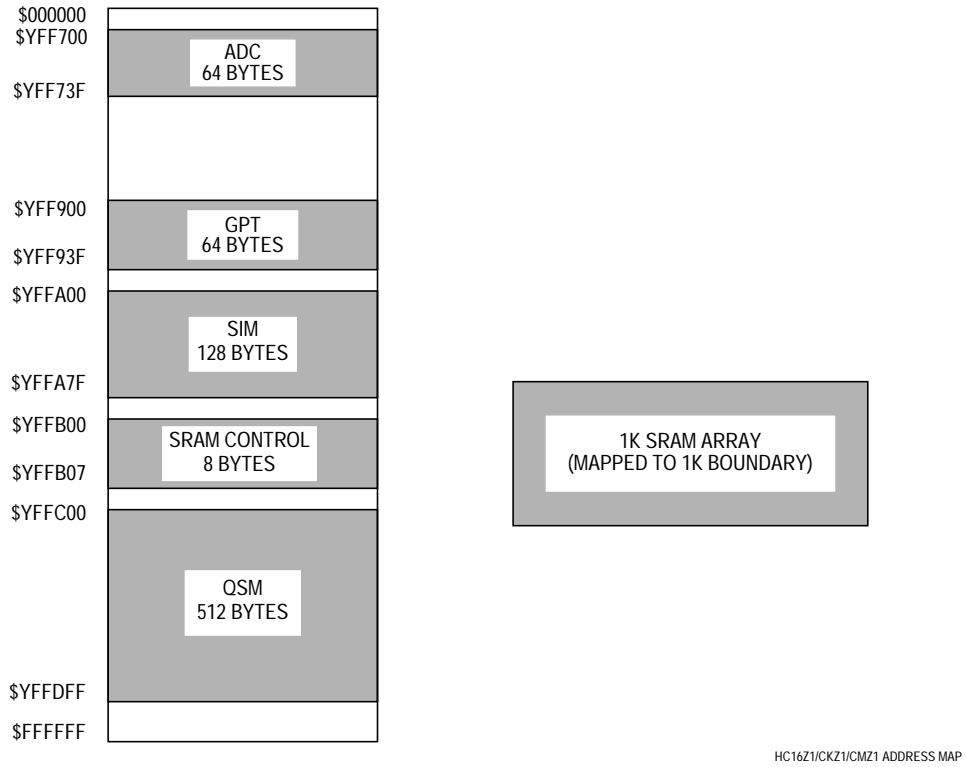 $000000
$YFF700
ADC
64 BYTES
$YFF73F
$YFF900
GPT
64 BYTES
$YFF93F
$YFFA00
SIM
128 BYTES
$YFFA7F
$YFFB00
SRAM CONTROL
8 BYTES
$YFFB07
$YFFC00
QSM
512 BYTES
$YFFDFF
$FFFFFF
1K SRAM ARRAY
(MAPPED TO 1K BOUNDARY)
HC16Z1/CKZ1/CMZ1 ADDRESS MAP